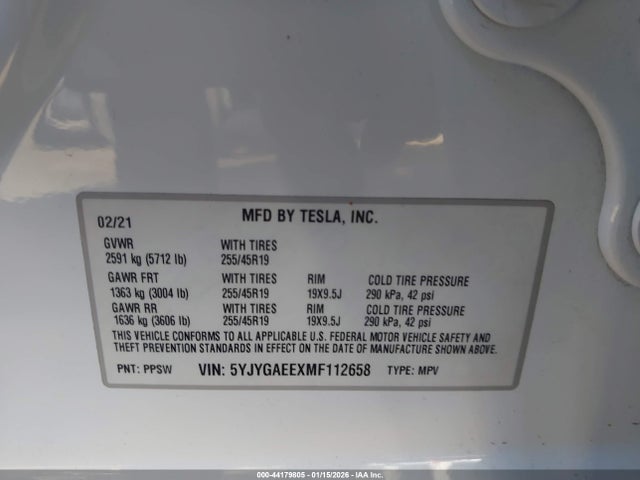 02/21 MFD BY TESLA, INC.
GVWR WITH TIRES
2591 kg (5712 lb) 255/45R19
GAWR FRT WITH TIRES RIM COLD TIRE PRESSURE
1363 kg (3004 lb) 255/45R19 19X9.5J 290 kPa, 42 psi
GAWR RR WITH TIRES RIM COLD TIRE PRESSURE
1636 kg (3606 lb) 255/45R19 19X9.5J 290 kPa, 42 psi
THIS VEHICLE CONFORMS TO ALL APPLICABLE U.S. FEDERAL MOTOR VEHICLE SAFETY AND
THEFT PREVENTION STANDARDS IN EFFECT ON THE DATE OF MANUFACTURE SHOWN ABOVE.
PNT: PPSW VIN: 5YJYGAEEXMF112658 TYPE: MPV
000-44179805 - 01/15/2026 - IAA Inc.